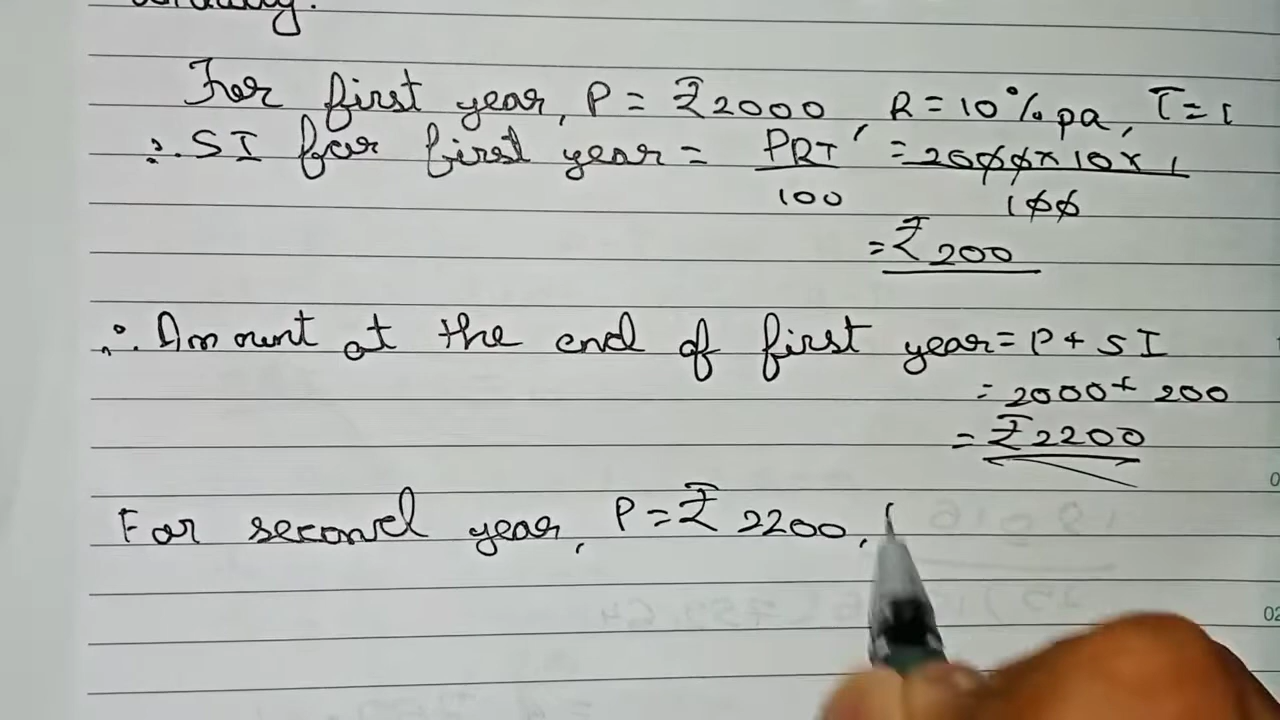 For first year, P = ₹2000, R = 10% pa, T = 1
∴ SI for first year = PRT/100 = 2000 × 10 × 1/100
= ₹200
∴ Amount at the end of first year = P + SI
= 2000 + 200
= ₹2200
For second year, P = ₹ 2200,